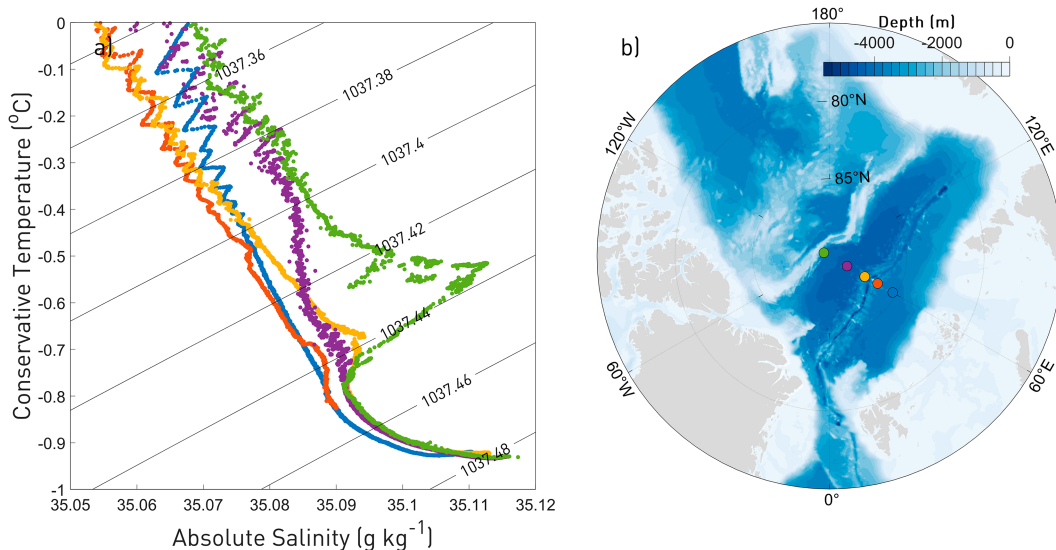 a)
0
-0.1
-0.2
-0.3
-0.4
-0.5
-0.6
-0.7
-0.8
-0.9
-1
Conservative Temperature (°C)
1037.36
1037.38
1037.4
1037.42
1037.44
1037.46
1037.48
35.05 35.06 35.07 35.08 35.09 35.1 35.11 35.12
Absolute Salinity (g kg-1)
b)
180°
Depth (m)
-4000 -2000 0
80°N
85°N
120°W
120°E
60°W
60°E
0°